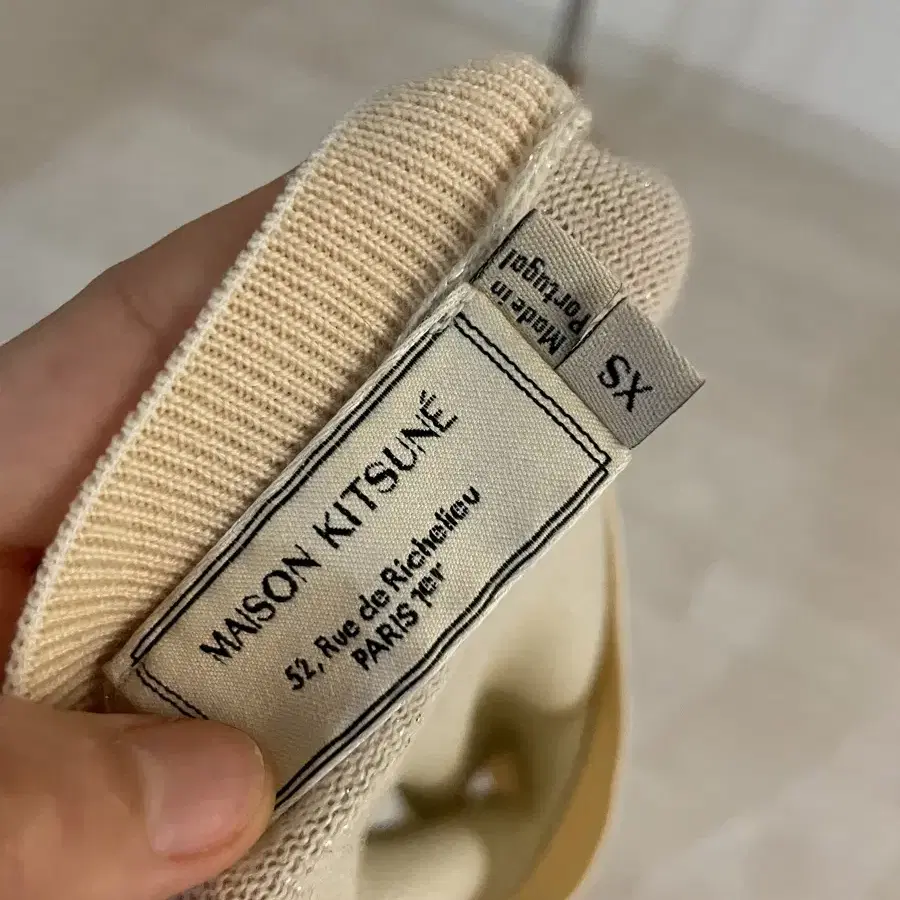 MAISON KITSUNÉ
52, Rue de Richelieu
PARIS 1er
Made in
Portugal
XS